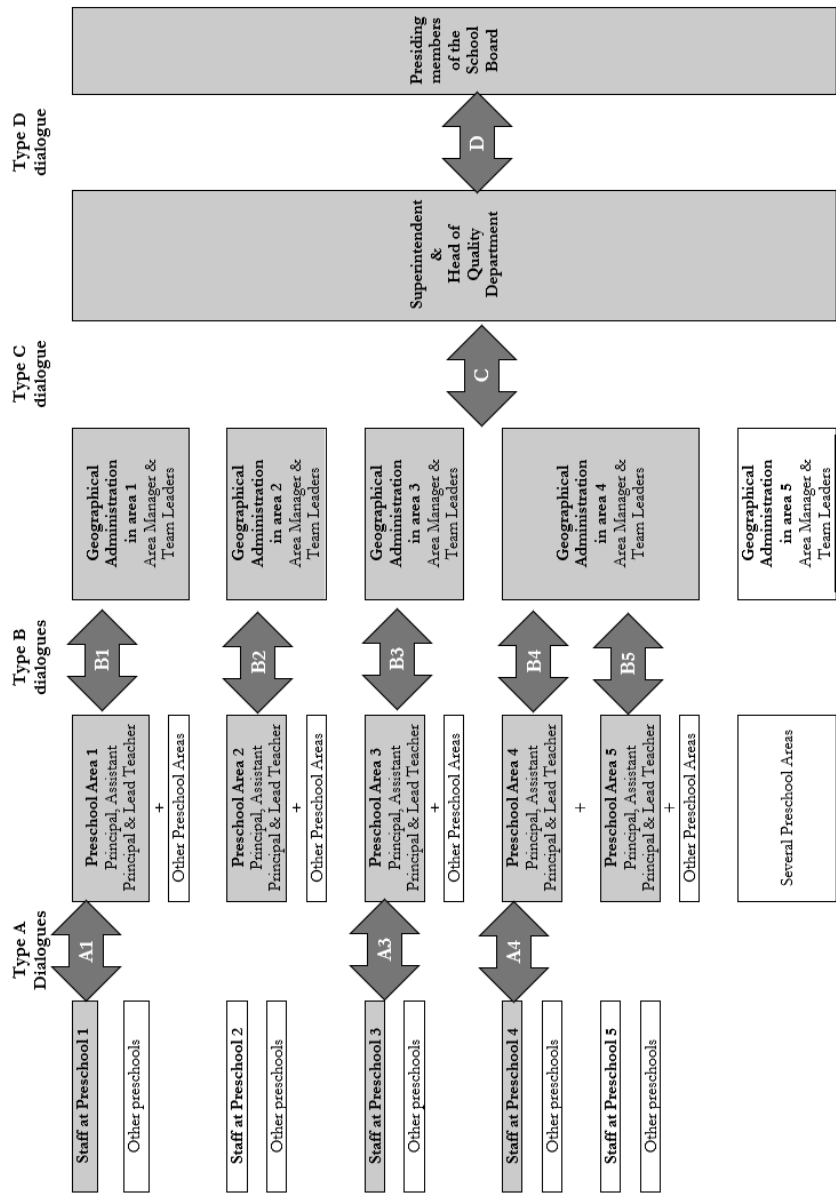 Type A
Dialogues
Type B
dialogues
Type C
dialogue
Type D
dialogue
Staff at Preschool 1
Other preschools
A1
Preschool Area 1
Principal, Assistant
Principal & Lead Teacher
+
Other Preschool Areas
B1
Geographical
Administration
in area 1
Area Manager &
Team Leaders
Staff at Preschool 2
Other preschools
Preschool Area 2
Principal, Assistant
Principal & Lead Teacher
+
Other Preschool Areas
B2
Geographical
Administration
in area 2
Area Manager &
Team Leaders
Staff at Preschool 3
Other preschools
A3
Preschool Area 3
Principal, Assistant
Principal & Lead Teacher
+
Other Preschool Areas
B3
Geographical
Administration
in area 3
Area Manager &
Team Leaders
Staff at Preschool 4
Other preschools
A4
Preschool Area 4
Principal, Assistant
Principal & Lead Teacher
+
B4
Geographical
Administration
in area 4
Area Manager &
Team Leaders
Staff at Preschool 5
Other preschools
Preschool Area 5
Principal, Assistant
Principal & Lead Teacher
+
Other Preschool Areas
B5
Several Preschool Areas
Geographical
Administration
in area 5
Area Manager &
Team Leaders
C
Superintendent
&
Head of
Quality
Department
D
Presiding
members
of the
School
Board